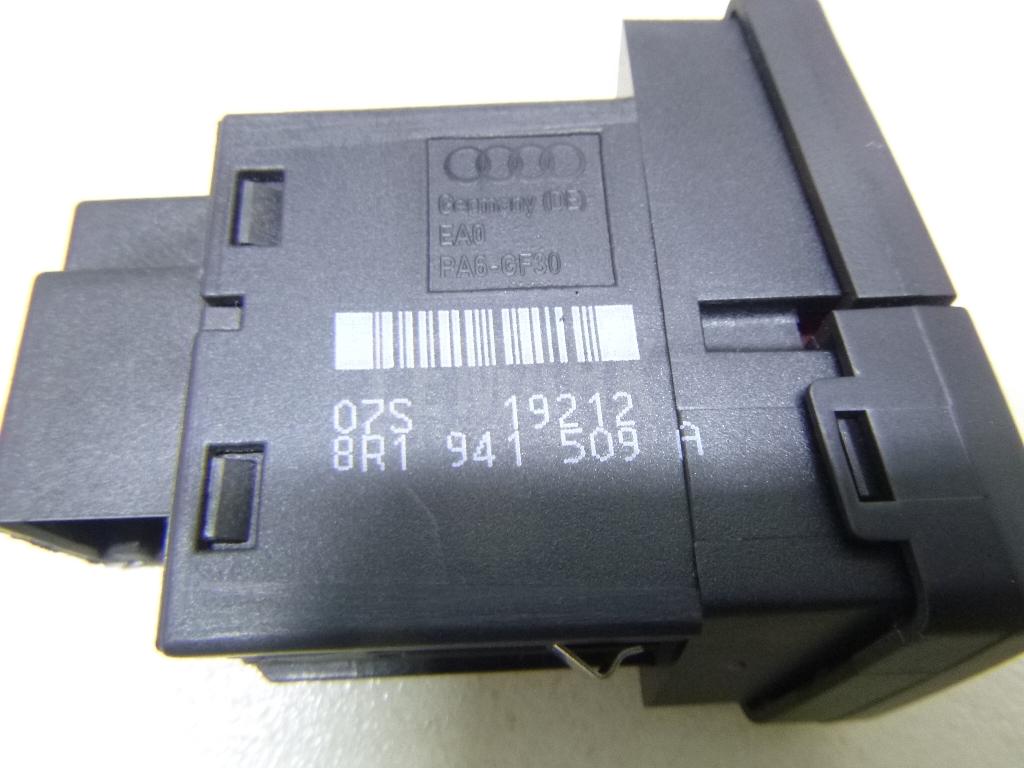 Germany (DE)
EA0
PA6-GF30
07S 19212
8R1 941 509 A